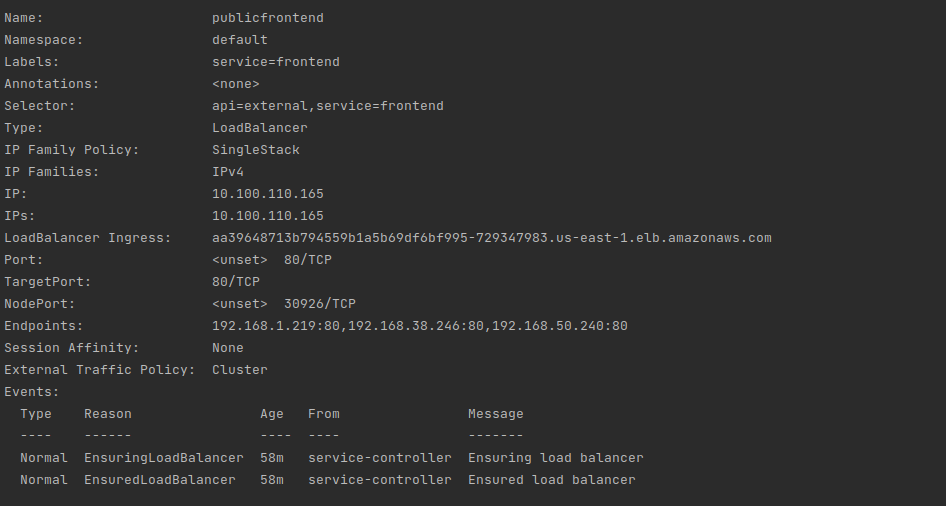 Name:                     publicfrontend
Namespace:                default
Labels:                   service=frontend
Annotations:              <none>
Selector:                 api=external,service=frontend
Type:                     LoadBalancer
IP Family Policy:         SingleStack
IP Families:              IPv4
IP:                       10.100.110.165
IPs:                      10.100.110.165
LoadBalancer Ingress:     aa39648713b794559b1a5b69df6bf995-729347983.us-east-1.elb.amazonaws.com
Port:                     <unset>  80/TCP
TargetPort:               80/TCP
NodePort:                 <unset>  30926/TCP
Endpoints:                192.168.1.219:80,192.168.38.246:80,192.168.50.240:80
Session Affinity:         None
External Traffic Policy:  Cluster
Events:
  Type    Reason                Age   From                Message
  ----    ------                ----  ----                -------
  Normal  EnsuringLoadBalancer  58m   service-controller  Ensuring load balancer
  Normal  EnsuredLoadBalancer   58m   service-controller  Ensured load balancer